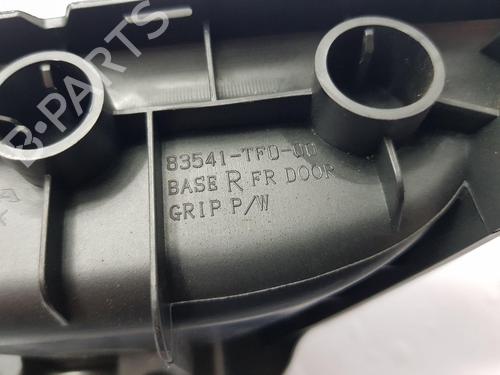 B-PARTS
83541-TF0-00
BASE R FR DOOR
GRIP P/W